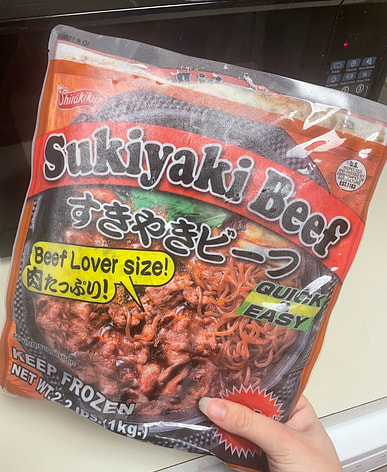 Shirakiku
Sukiyaki Beef
すきやきビーフ
Beef Lover size!
肉たっぷり!
QUICK
EASY
KEEP FROZEN
NET WT. 2.2 lbs. (1kg.)
U.S.